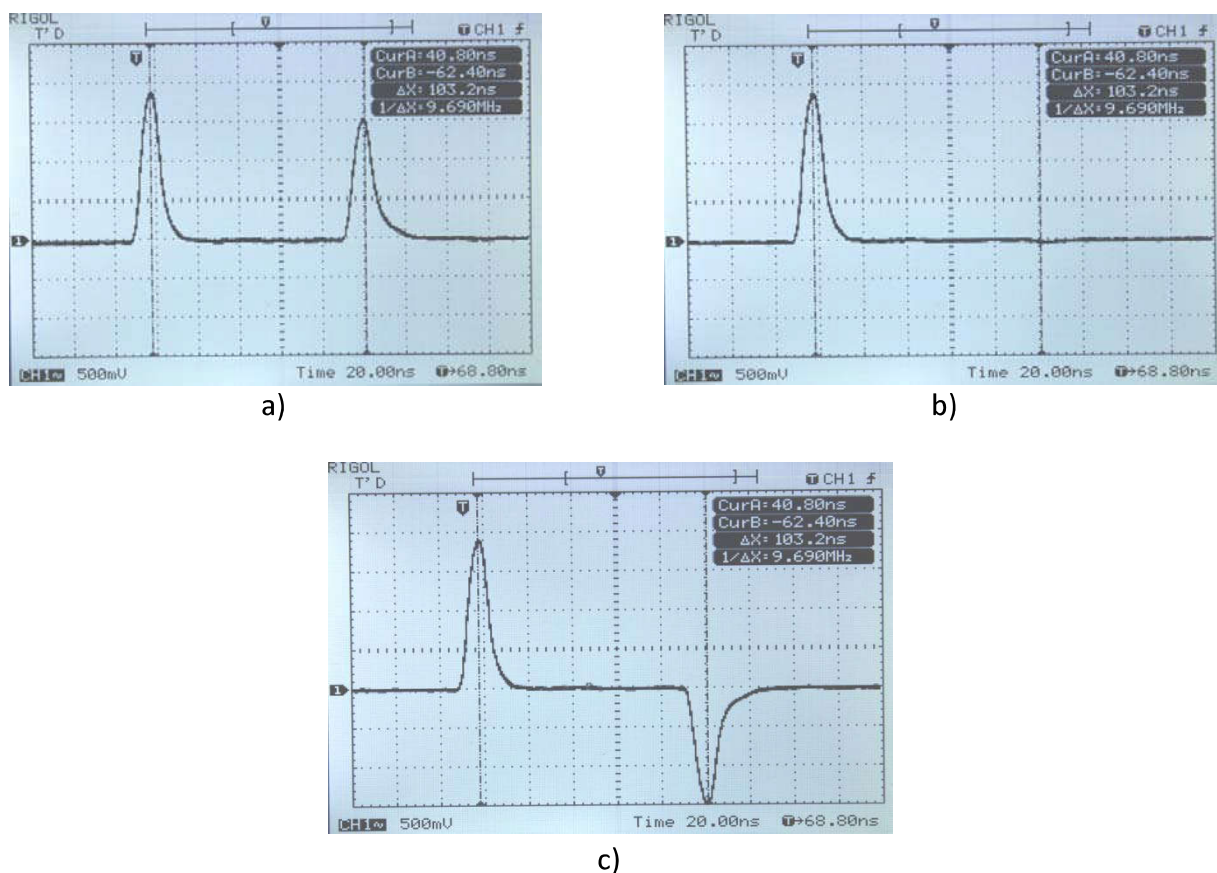 RIGOL
T'D
T CH1
CurA: 40.80ns
CurB:-62.40ns
ΔX: 103.2ns
1/ΔX: 9.690MHz
T
1
CH1 500mV Time 20.00ns T→68.80ns
a)
RIGOL
T'D
T CH1
CurA: 40.80ns
CurB:-62.40ns
ΔX: 103.2ns
1/ΔX: 9.690MHz
T
1
CH1 500mV Time 20.00ns T→68.80ns
b)
RIGOL
T'D
T CH1
CurA: 40.80ns
CurB:-62.40ns
ΔX: 103.2ns
1/ΔX: 9.690MHz
T
1
CH1 500mV Time 20.00ns T→68.80ns
c)